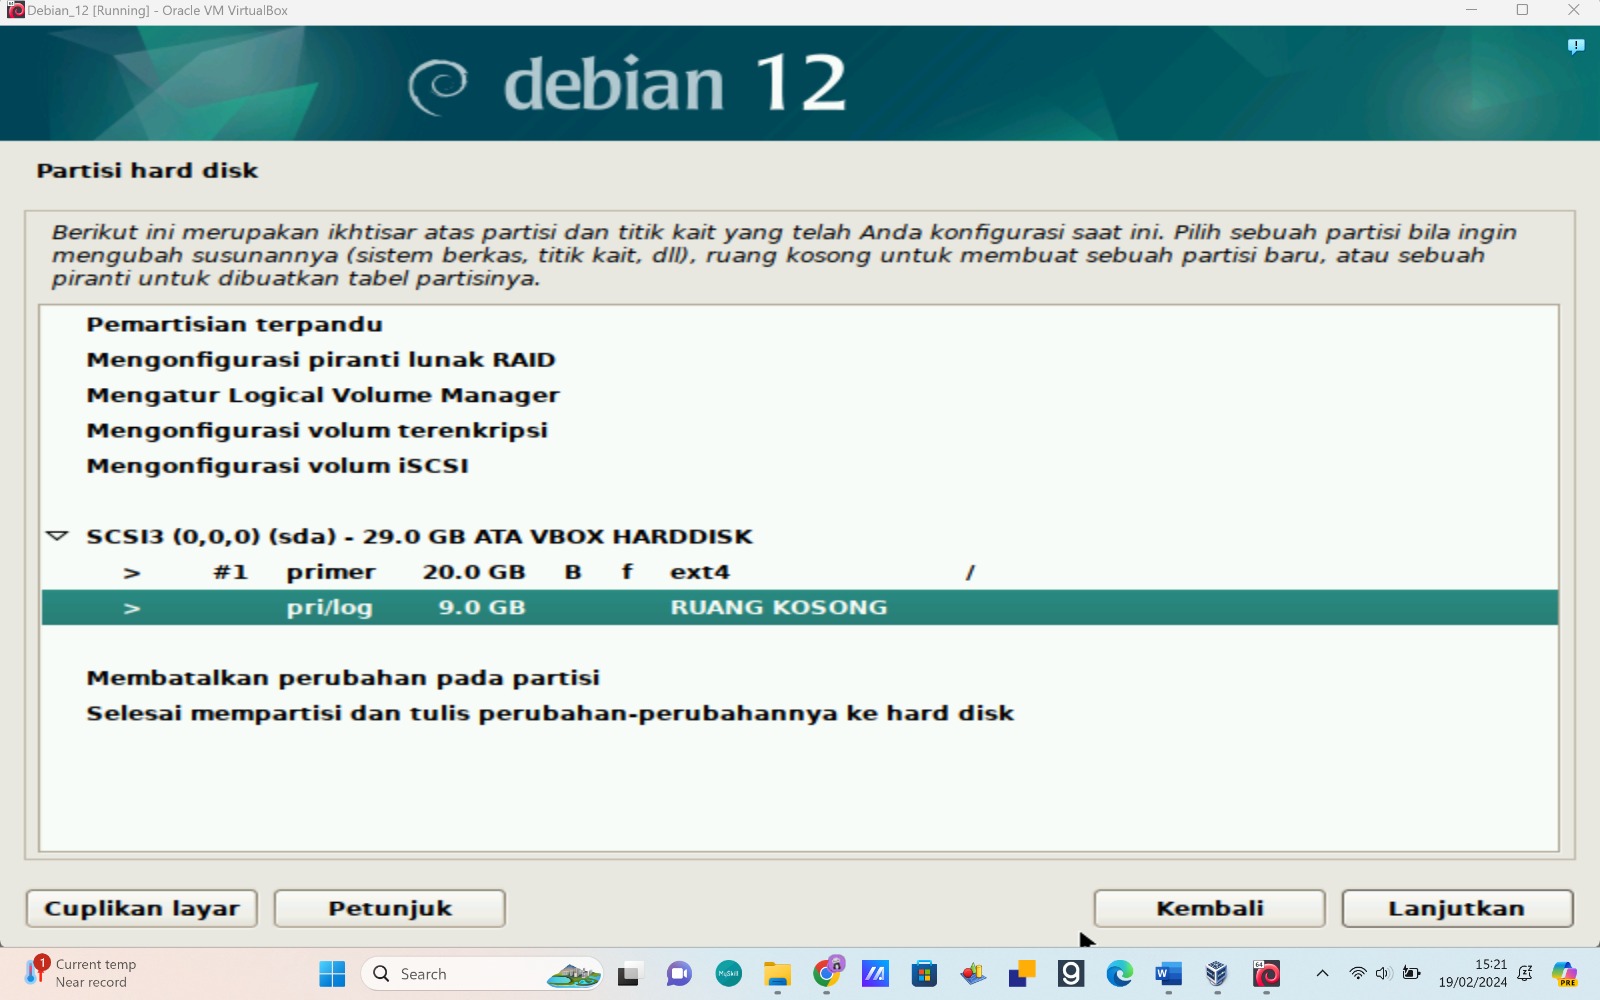 Debian_12 [Running] - Oracle VM VirtualBox
debian 12
Partisi hard disk
Berikut ini merupakan ikhtisar atas partisi dan titik kait yang telah Anda konfigurasi saat ini. Pilih sebuah partisi bila ingin
mengubah susunannya (sistem berkas, titik kait, dll), ruang kosong untuk membuat sebuah partisi baru, atau sebuah
piranti untuk dibuatkan tabel partisinya.
Pemartisian terpandu
Mengonfigurasi piranti lunak RAID
Mengatur Logical Volume Manager
Mengonfigurasi volum terenkripsi
Mengonfigurasi volum iSCSI
SCSI3 (0,0,0) (sda) - 29.0 GB ATA VBOX HARDDISK
> #1 primer 20.0 GB B f ext4 /
> pri/log 9.0 GB RUANG KOSONG
Membatalkan perubahan pada partisi
Selesai mempartisi dan tulis perubahan-perubahannya ke hard disk
Cuplikan layar Petunjuk Kembali Lanjutkan
1 Current temp
Near record
Search
MySkill
PRE
15:21
19/02/2024